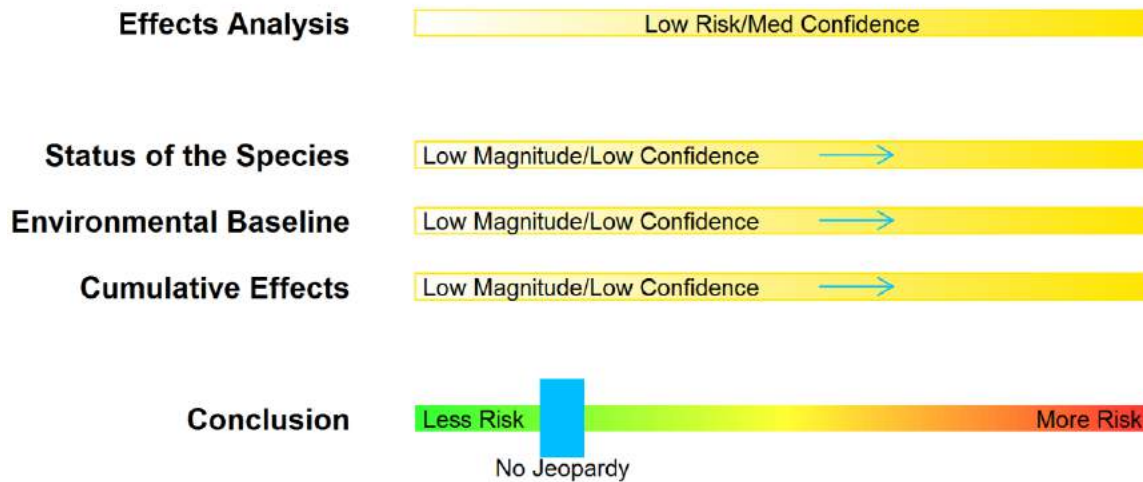 Effects Analysis Low Risk/Med Confidence
Status of the Species Low Magnitude/Low Confidence
Environmental Baseline Low Magnitude/Low Confidence
Cumulative Effects Low Magnitude/Low Confidence
Conclusion Less Risk More Risk
No Jeopardy